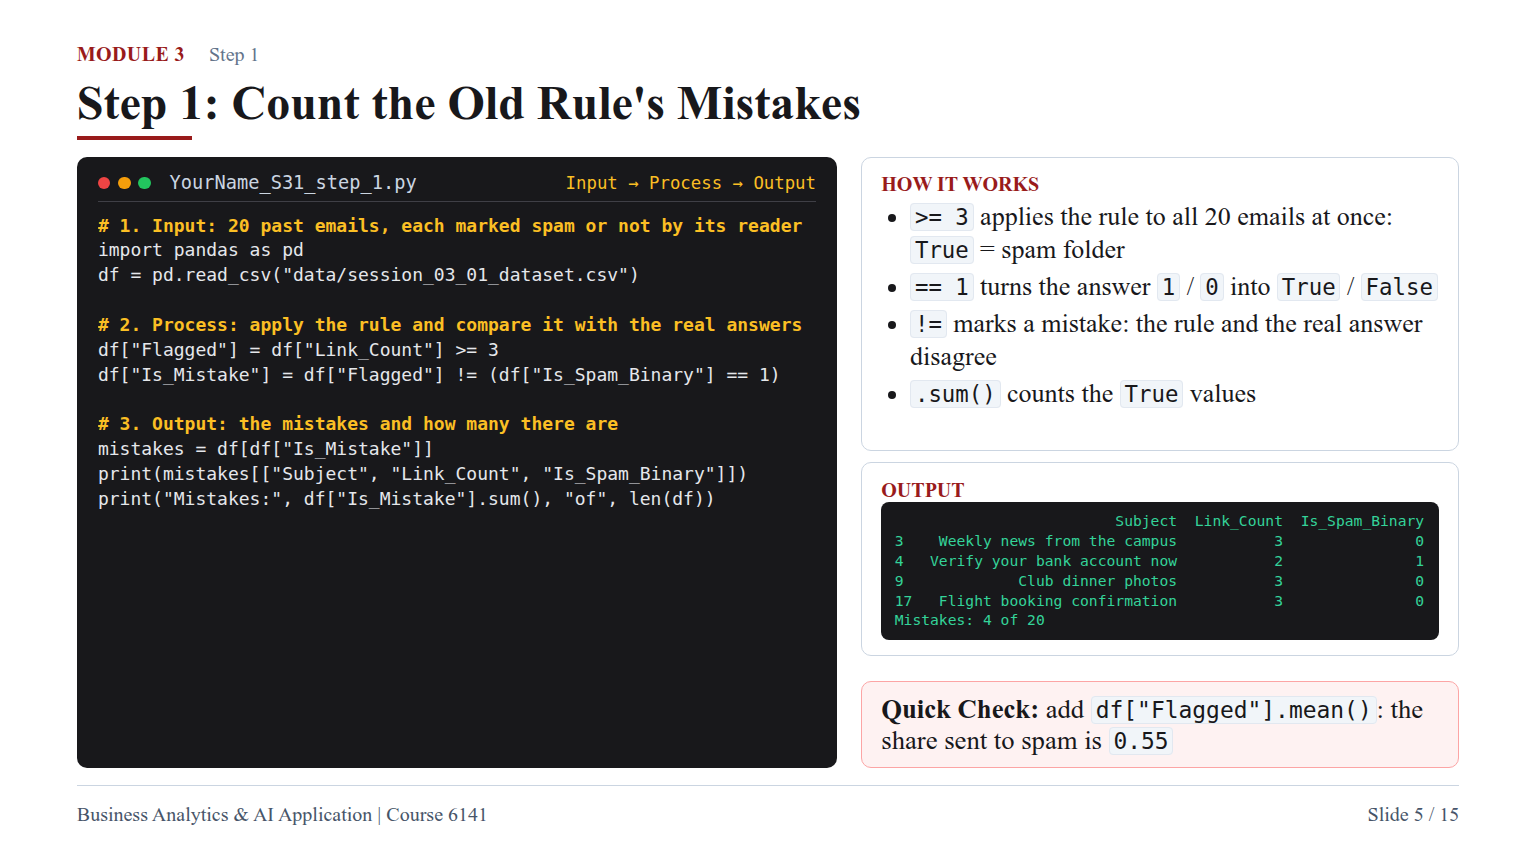 MODULE 3 Step 1
Step 1: Count the Old Rule's Mistakes
YourName_S31_step_1.py Input → Process → Output
# 1. Input: 20 past emails, each marked spam or not by its reader
import pandas as pd
df = pd.read_csv("data/session_03_01_dataset.csv")
# 2. Process: apply the rule and compare it with the real answers
df["Flagged"] = df["Link_Count"] >= 3
df["Is_Mistake"] = df["Flagged"] != (df["Is_Spam_Binary"] == 1)
# 3. Output: the mistakes and how many there are
mistakes = df[df["Is_Mistake"]]
print(mistakes[["Subject", "Link_Count", "Is_Spam_Binary"]])
print("Mistakes:", df["Is_Mistake"].sum(), "of", len(df))
HOW IT WORKS
• >= 3 applies the rule to all 20 emails at once:
True = spam folder
• == 1 turns the answer 1 / 0 into True / False
• != marks a mistake: the rule and the real answer
disagree
• .sum() counts the True values
OUTPUT
Subject Link_Count Is_Spam_Binary
3 Weekly news from the campus 3 0
4 Verify your bank account now 2 1
9 Club dinner photos 3 0
17 Flight booking confirmation 3 0
Mistakes: 4 of 20
Quick Check: add df["Flagged"].mean(): the
share sent to spam is 0.55
Business Analytics & AI Application | Course 6141
Slide 5 / 15